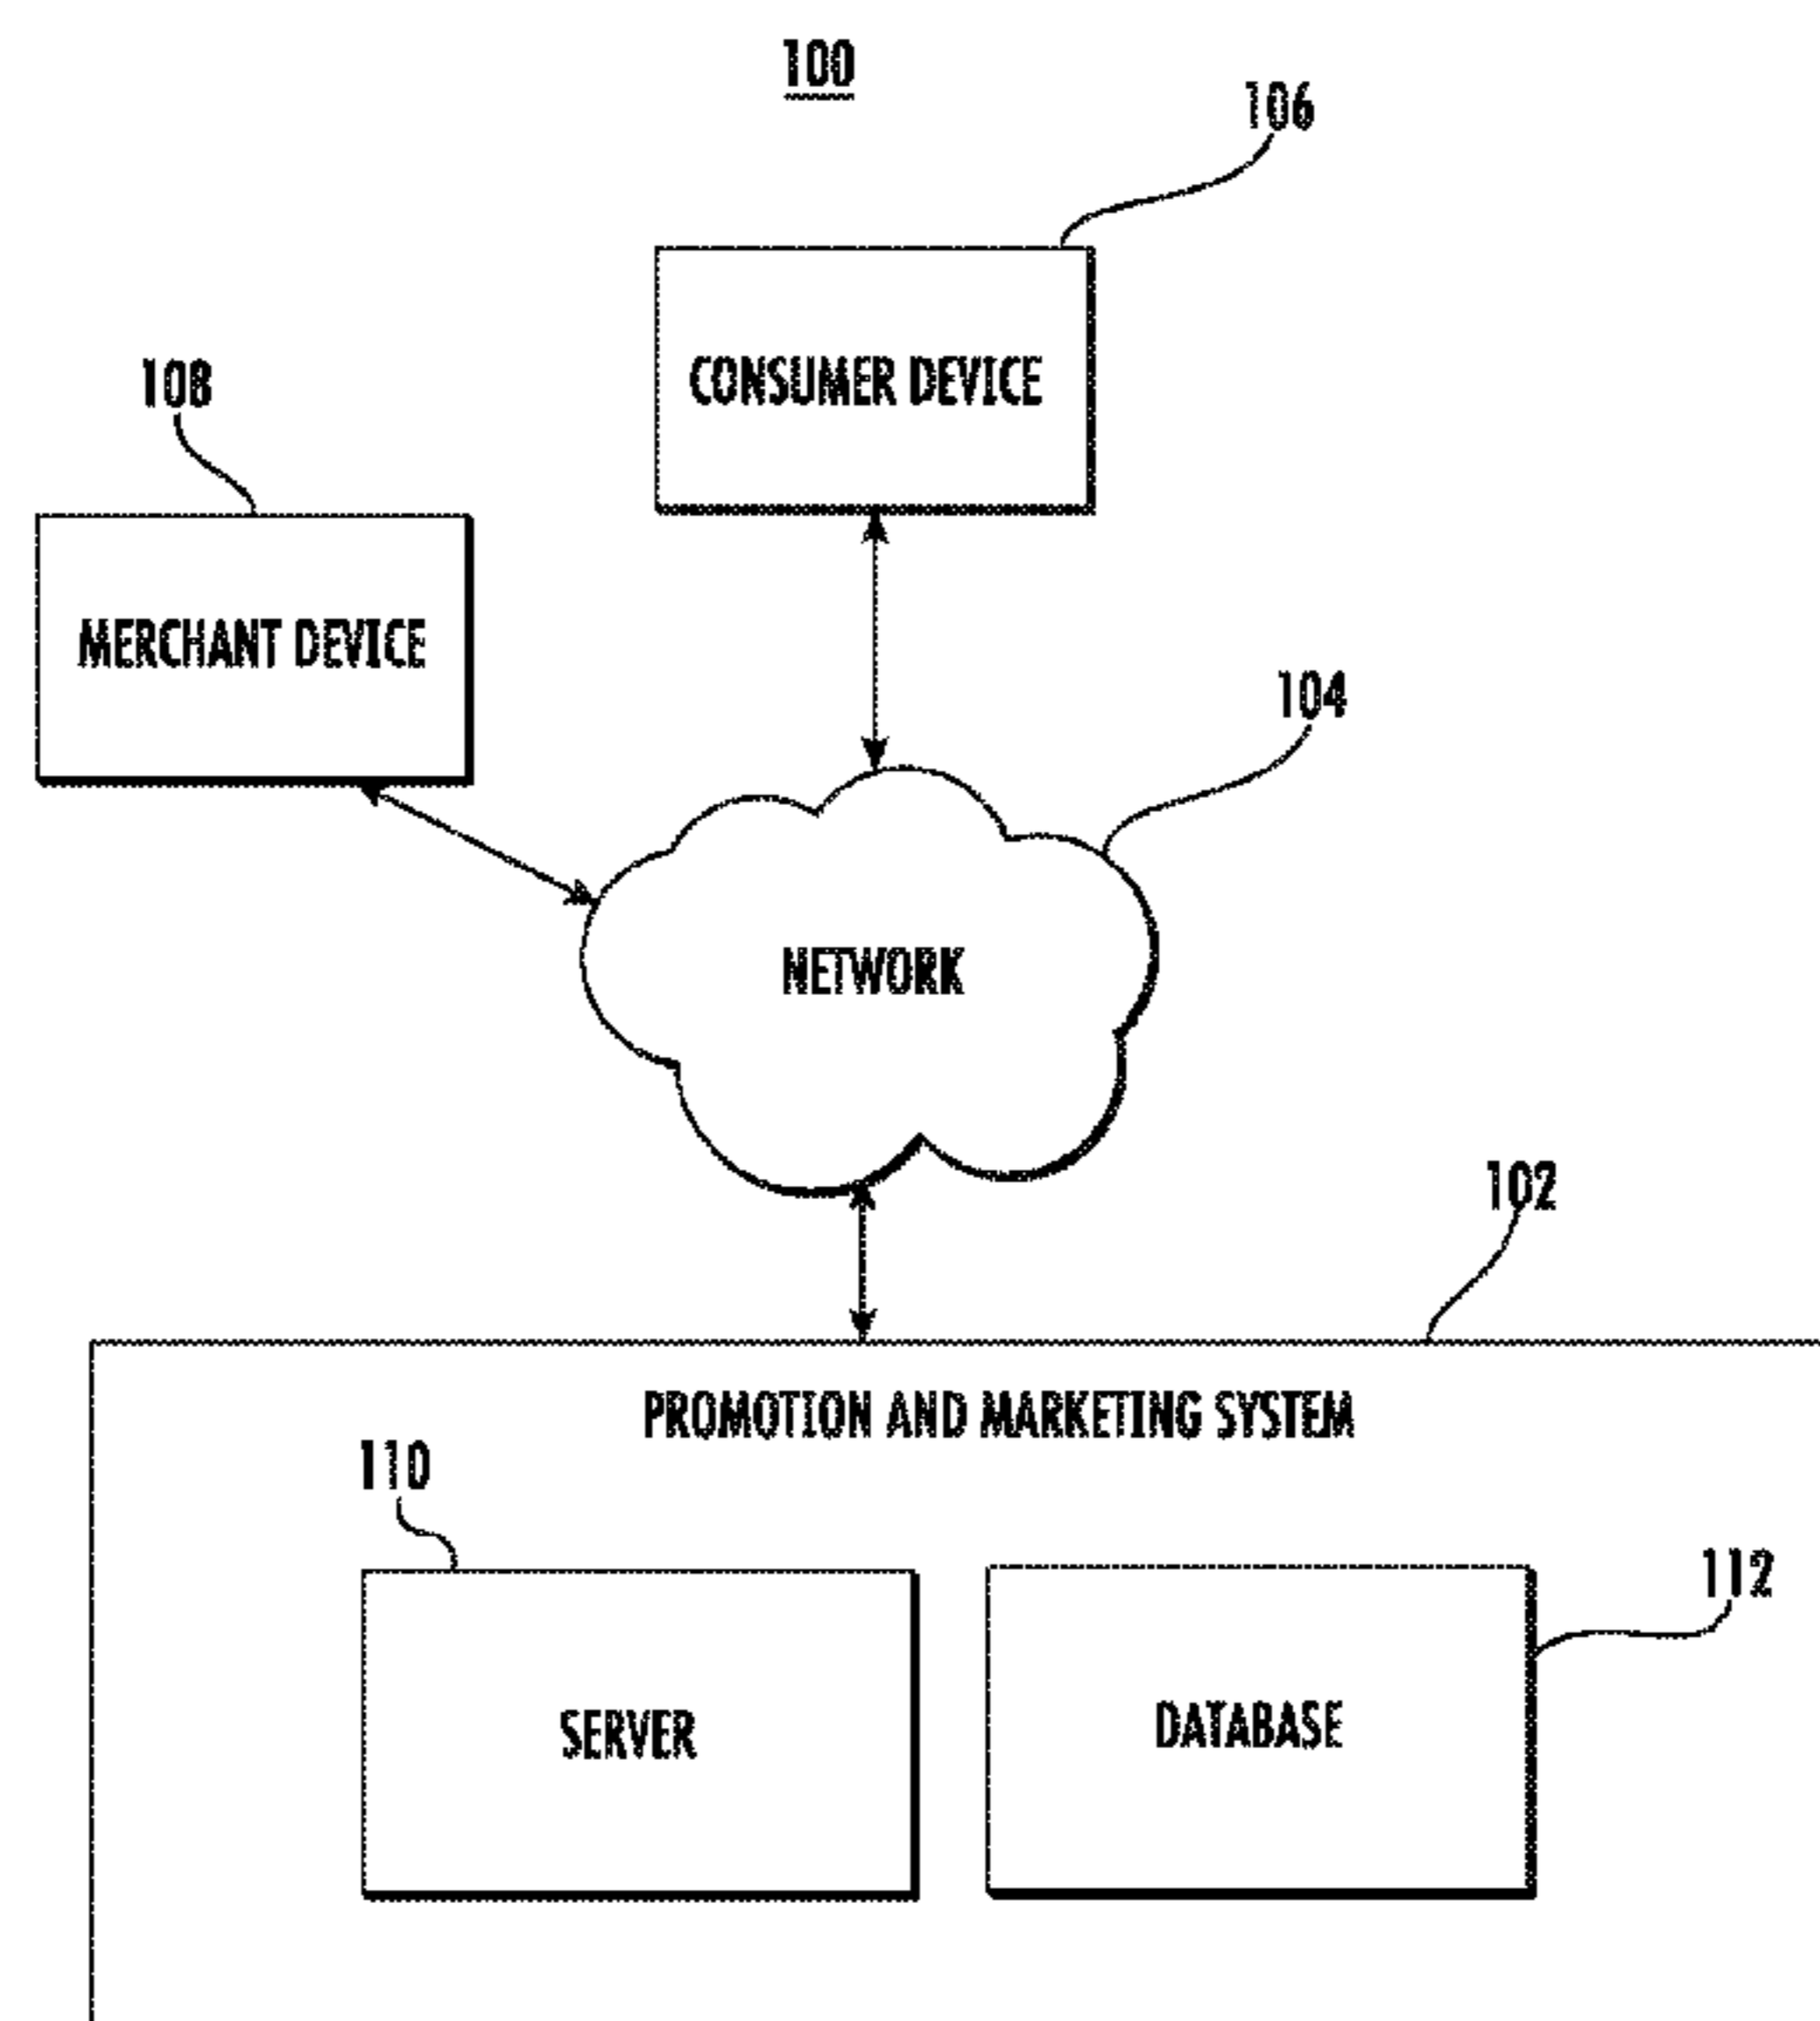 100
106
CONSUMER DEVICE
108
MERCHANT DEVICE
104
NETWORK
102
PROMOTION AND MARKETING SYSTEM
110
112
SERVER
DATABASE